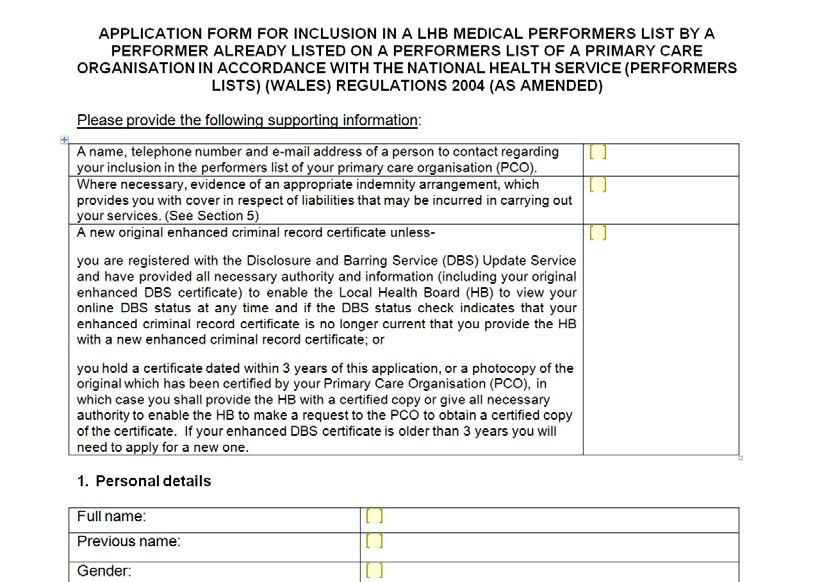 APPLICATION FORM FOR INCLUSION IN A LHB MEDICAL PERFORMERS LIST BY A
PERFORMER ALREADY LISTED ON A PERFORMERS LIST OF A PRIMARY CARE
ORGANISATION IN ACCORDANCE WITH THE NATIONAL HEALTH SERVICE (PERFORMERS
LISTS) (WALES) REGULATIONS 2004 (AS AMENDED)
Please provide the following supporting information:
A name, telephone number and e-mail address of a person to contact regarding
your inclusion in the performers list of your primary care organisation (PCO).
[ ]
Where necessary, evidence of an appropriate indemnity arrangement, which
provides you with cover in respect of liabilities that may be incurred in carrying out
your services. (See Section 5)
[ ]
A new original enhanced criminal record certificate unless-
[ ]
you are registered with the Disclosure and Barring Service (DBS) Update Service
and have provided all necessary authority and information (including your original
enhanced DBS certificate) to enable the Local Health Board (HB) to view your
online DBS status at any time and if the DBS status check indicates that your
enhanced criminal record certificate is no longer current that you provide the HB
with a new enhanced criminal record certificate; or
you hold a certificate dated within 3 years of this application, or a photocopy of the
original which has been certified by your Primary Care Organisation (PCO), in
which case you shall provide the HB with a certified copy or give all necessary
authority to enable the HB to make a request to the PCO to obtain a certified copy
of the certificate. If your enhanced DBS certificate is older than 3 years you will
need to apply for a new one.
1. Personal details
Full name: [ ]
Previous name: [ ]
Gender: [ ]